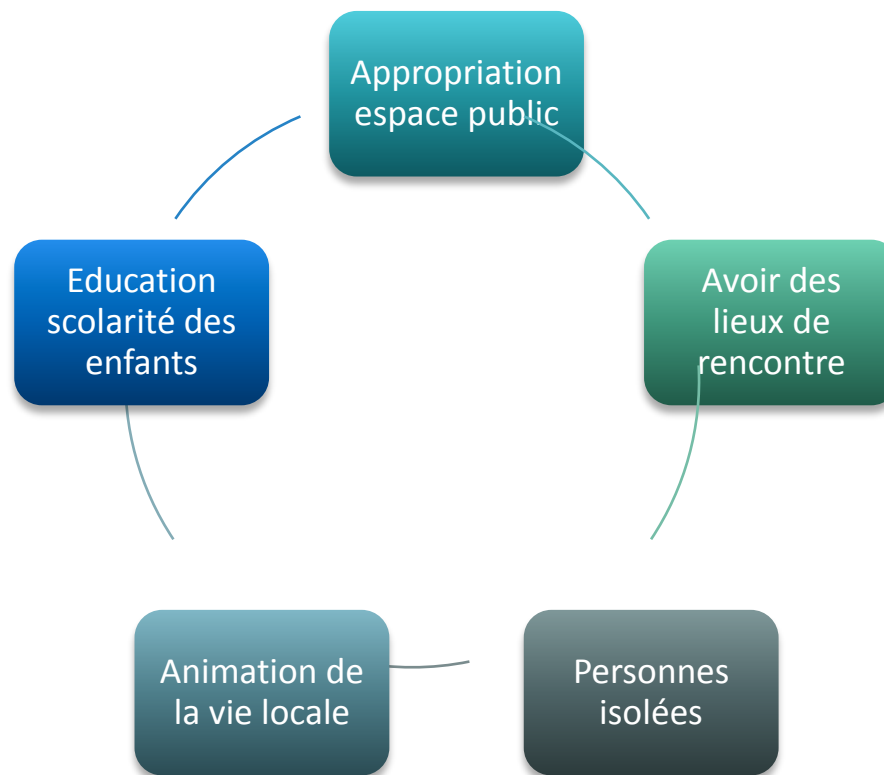 Appropriation
espace public
Avoir des
lieux de
rencontre
Personnes
isolées
Animation de
la vie locale
Education
scolarité des
enfants